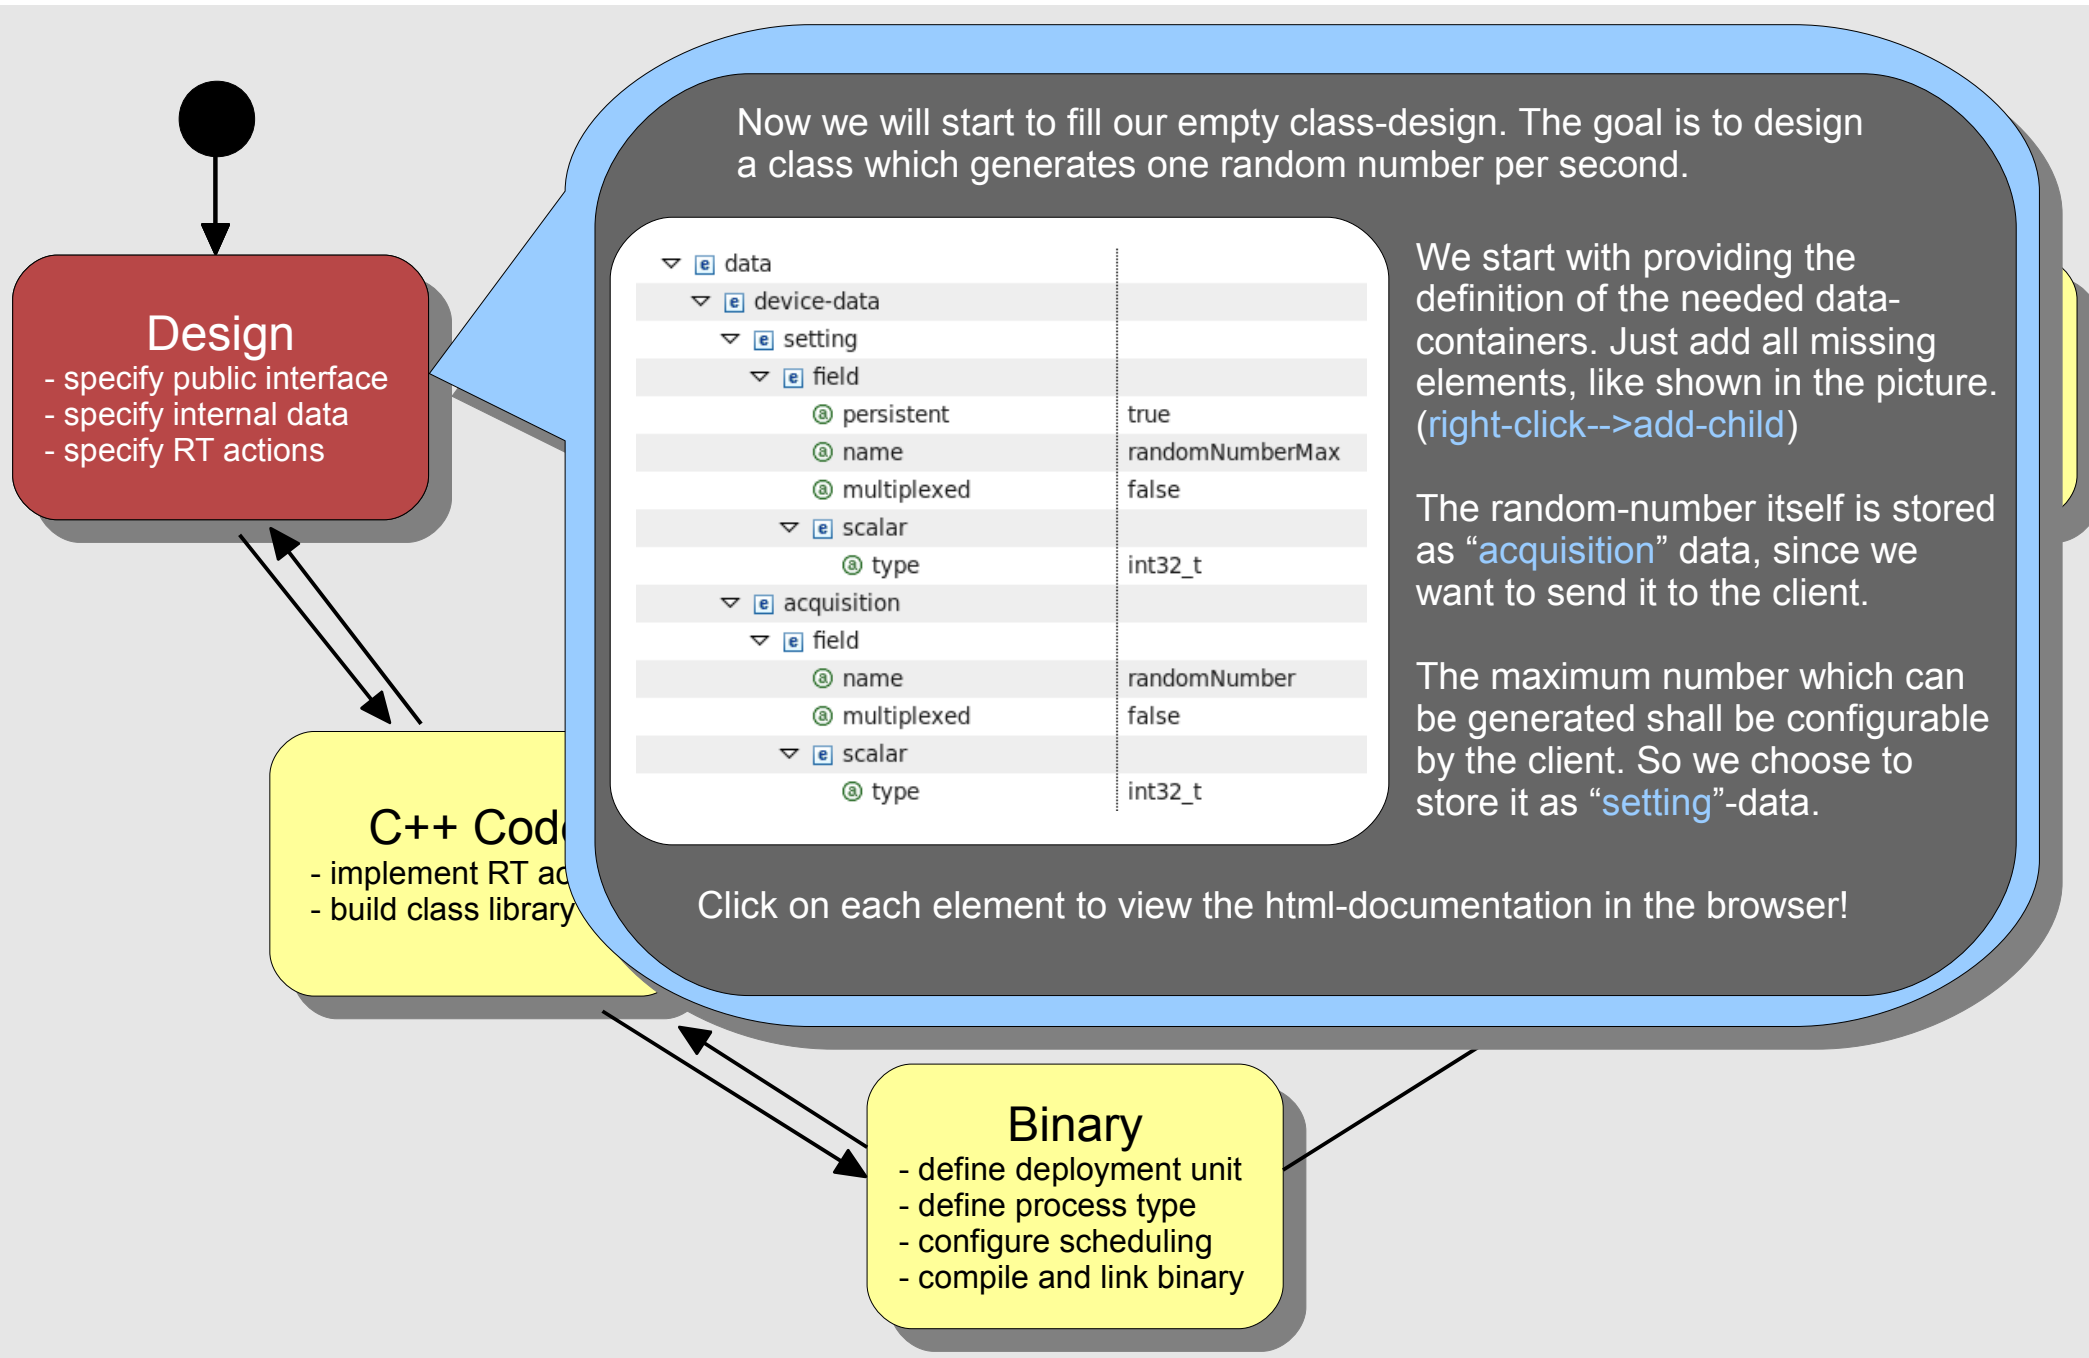 Now we will start to fill our empty class-design. The goal is to design
a class which generates one random number per second.
Design
- specify public interface
- specify internal data
- specify RT actions
data
device-data
setting
field
persistent true
name randomNumberMax
multiplexed false
scalar
type int32_t
acquisition
field
name randomNumber
multiplexed false
scalar
type int32_t
We start with providing the
definition of the needed data-
containers. Just add all missing
elements, like shown in the picture.
(right-click-->add-child)
The random-number itself is stored
as “acquisition” data, since we
want to send it to the client.
The maximum number which can
be generated shall be configurable
by the client. So we choose to
store it as “setting”-data.
Click on each element to view the html-documentation in the browser!
C++ Code
- implement RT
- build class library
Binary
- define deployment unit
- define process type
- configure scheduling
- compile and link binary